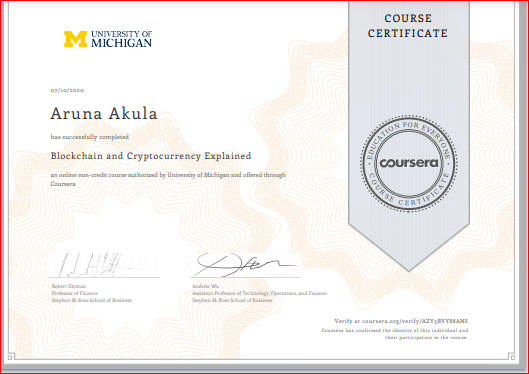 COURSE
CERTIFICATE
UNIVERSITY OF
MICHIGAN
07/10/2020
Aruna Akula
has successfully completed
Blockchain and Cryptocurrency Explained
an online non-credit course authorized by University of Michigan and offered through
Coursera
EDUCATION FOR EVERYONE
coursera
COURSE CERTIFICATE
Robert Dittmar
Professor of Finance
Stephen M. Ross School of Business
Andrew Wu
Assistant Professor of Technology, Operations, and Finance
Stephen M. Ross School of Business
Verify at coursera.org/verify/
Coursera has confirmed the identity of this individual and
their participation in the course.